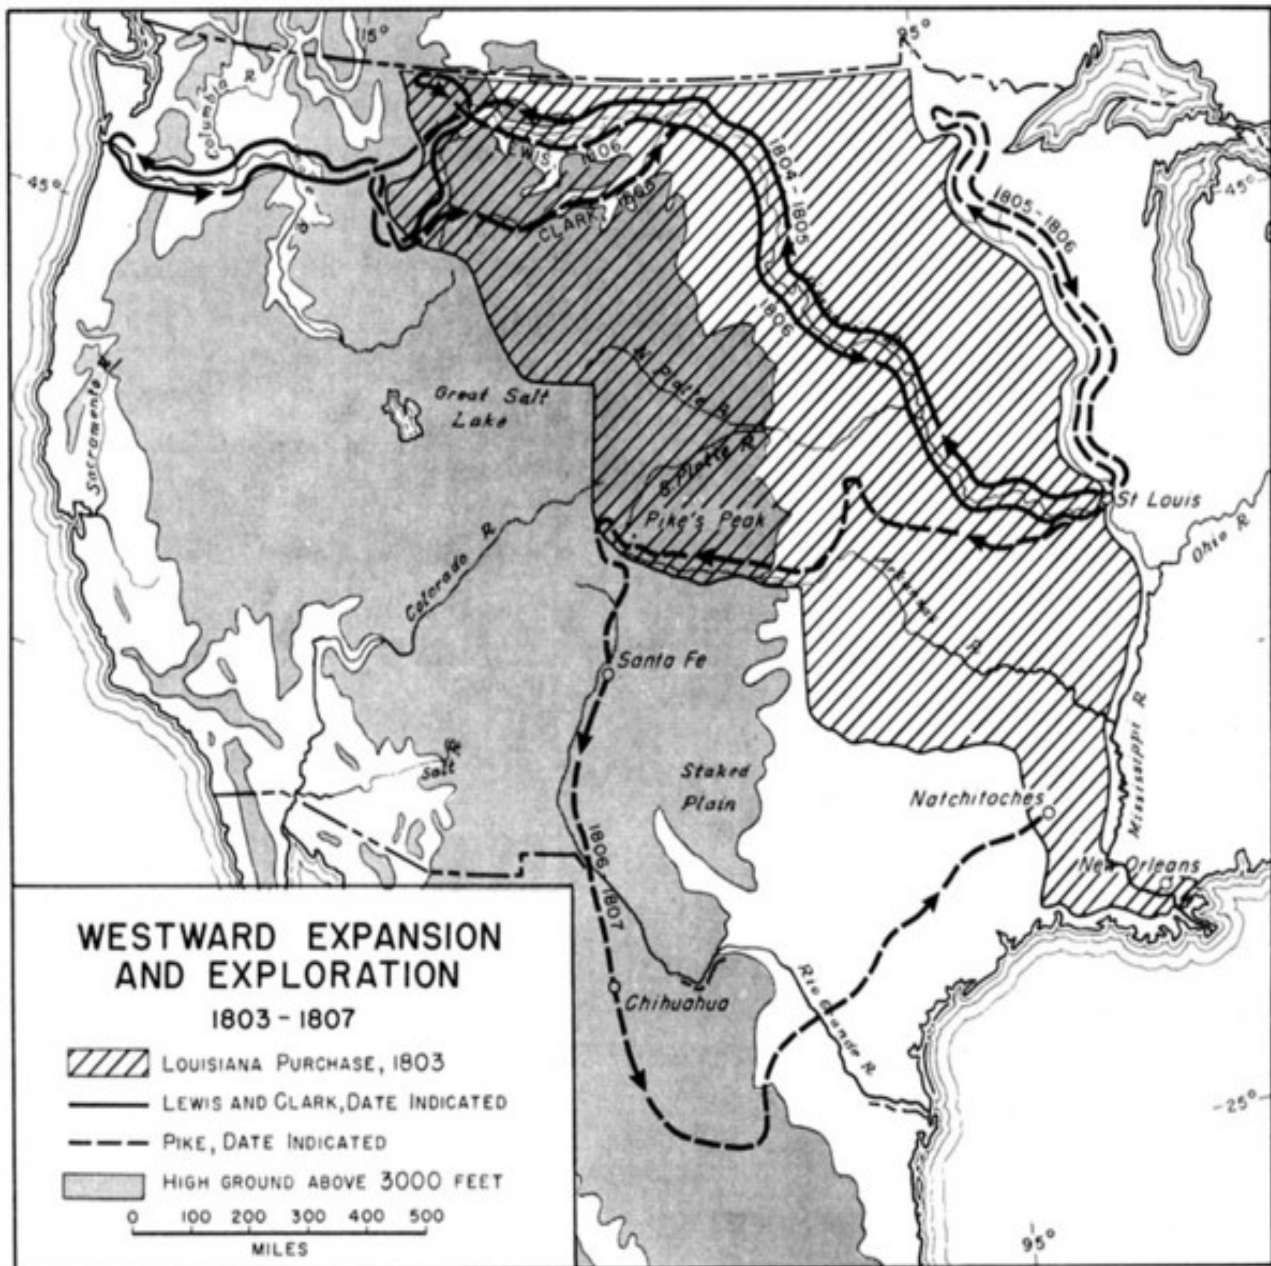 15°
95°
Columbia R
45°
45°
LEWIS, 1806
CLARK, 1806
1804-1805
1805-1806
1806
N. Platte R
Great Salt
Lake
S. Platte R
Sacramento
St Louis
Pike's Peak
Ohio R
Colorado R
Arkansas R
Santa Fe
Mississippi R
Salt R
Staked
Plain
Natchitoches
New Orleans
1806
1807
Chihuahua
Rio Grande R.
25°
95°
WESTWARD EXPANSION
AND EXPLORATION
1803-1807
LOUISIANA PURCHASE, 1803
LEWIS AND CLARK, DATE INDICATED
PIKE, DATE INDICATED
HIGH GROUND ABOVE 3000 FEET
0 100 200 300 400 500
MILES